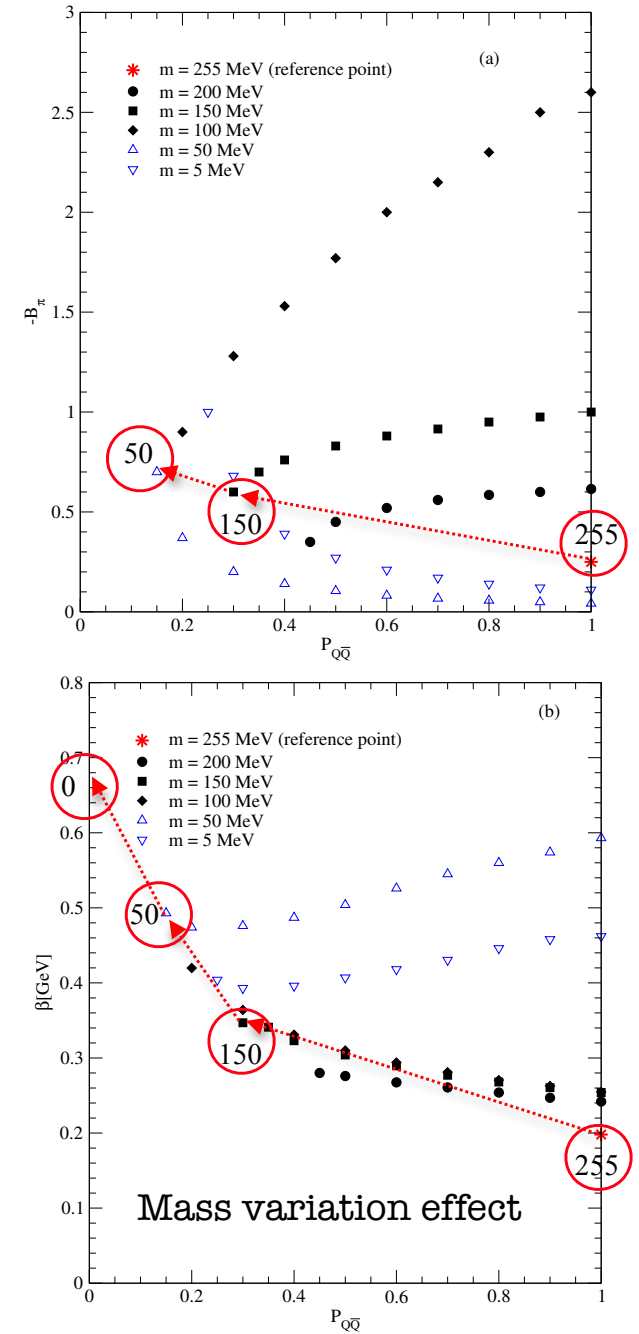 3
(a)
m = 255 MeV (reference point)
m = 200 MeV
2.5
m = 150 MeV
m = 100 MeV
m = 50 MeV
m = 5 MeV
2
-Bπ
1.5
1
50
255
0.5
150
0
0 0.2 0.4 0.6 0.8 1
P_QQ̅
0.8
(b)
m = 255 MeV (reference point)
m = 200 MeV
0.7
m = 150 MeV
0
m = 100 MeV
m = 50 MeV
0.6
m = 5 MeV
0.5
50
β[GeV]
0.4
0.3
150
0.2
255
0.1
Mass variation effect
0
0 0.2 0.4 0.6 0.8 1
P_QQ̅